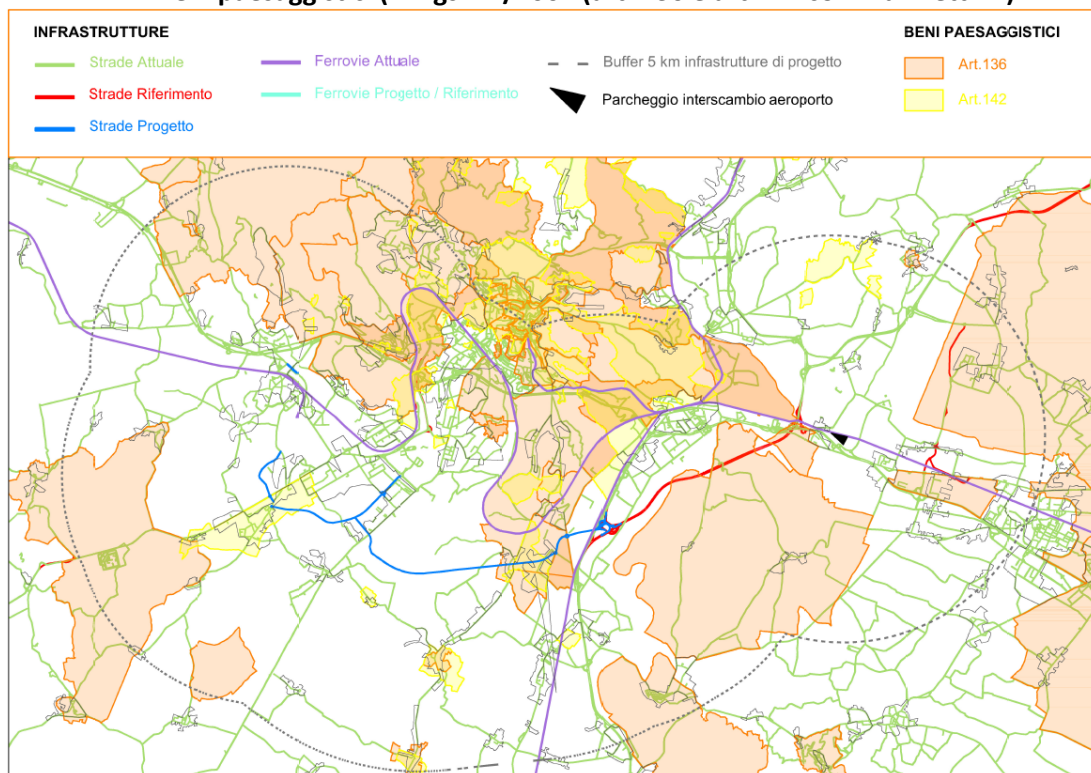 INFRASTRUTTURE
Strade Attuale
Strade Riferimento
Strade Progetto
Ferrovie Attuale
Ferrovie Progetto / Riferimento
Buffer 5 km infrastrutture di progetto
Parcheggio interscambio aeroporto
BENI PAESAGGISTICI
Art.136
Art.142